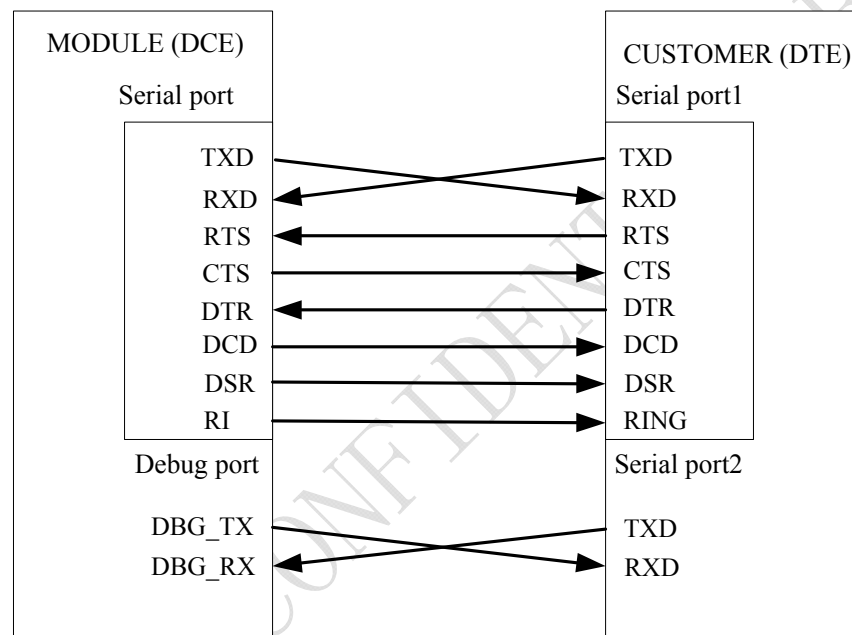 MODULE (DCE)
CUSTOMER (DTE)
Serial port
Serial port1
TXD
TXD
RXD
RXD
RTS
RTS
CTS
CTS
DTR
DTR
DCD
DCD
DSR
DSR
RI
RING
Debug port
Serial port2
DBG_TX
TXD
DBG_RX
RXD
CONFIDENT